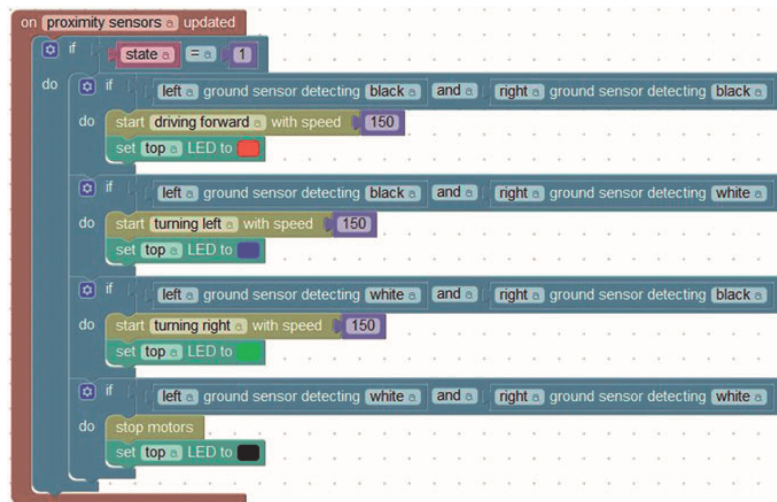 on proximity sensors updated
if state = 1
do if left ground sensor detecting black and right ground sensor detecting black
do start driving forward with speed 150
set top LED to
if left ground sensor detecting black and right ground sensor detecting white
do start turning left with speed 150
set top LED to
if left ground sensor detecting white and right ground sensor detecting black
do start turning right with speed 150
set top LED to
if left ground sensor detecting white and right ground sensor detecting white
do stop motors
set top LED to